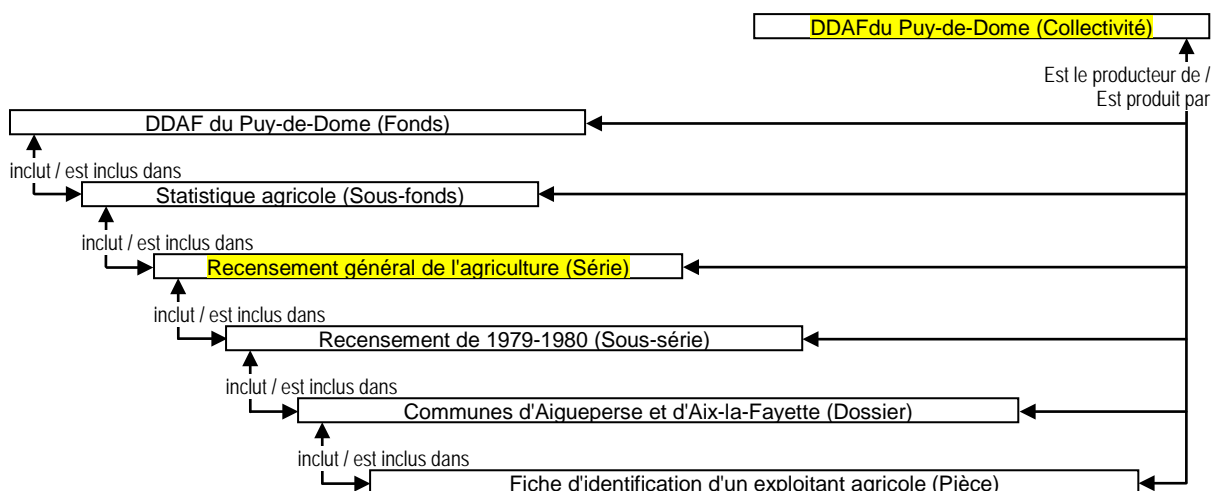 DDAFdu Puy-de-Dome (Collectivité)
Est le producteur de /
Est produit par
DDAF du Puy-de-Dome (Fonds)
inclut / est inclus dans
Statistique agricole (Sous-fonds)
inclut / est inclus dans
Recensement général de l'agriculture (Série)
inclut / est inclus dans
Recensement de 1979-1980 (Sous-série)
inclut / est inclus dans
Communes d'Aigueperse et d'Aix-la-Fayette (Dossier)
inclut / est inclus dans
Fiche d'identification d'un exploitant agricole (Pièce)